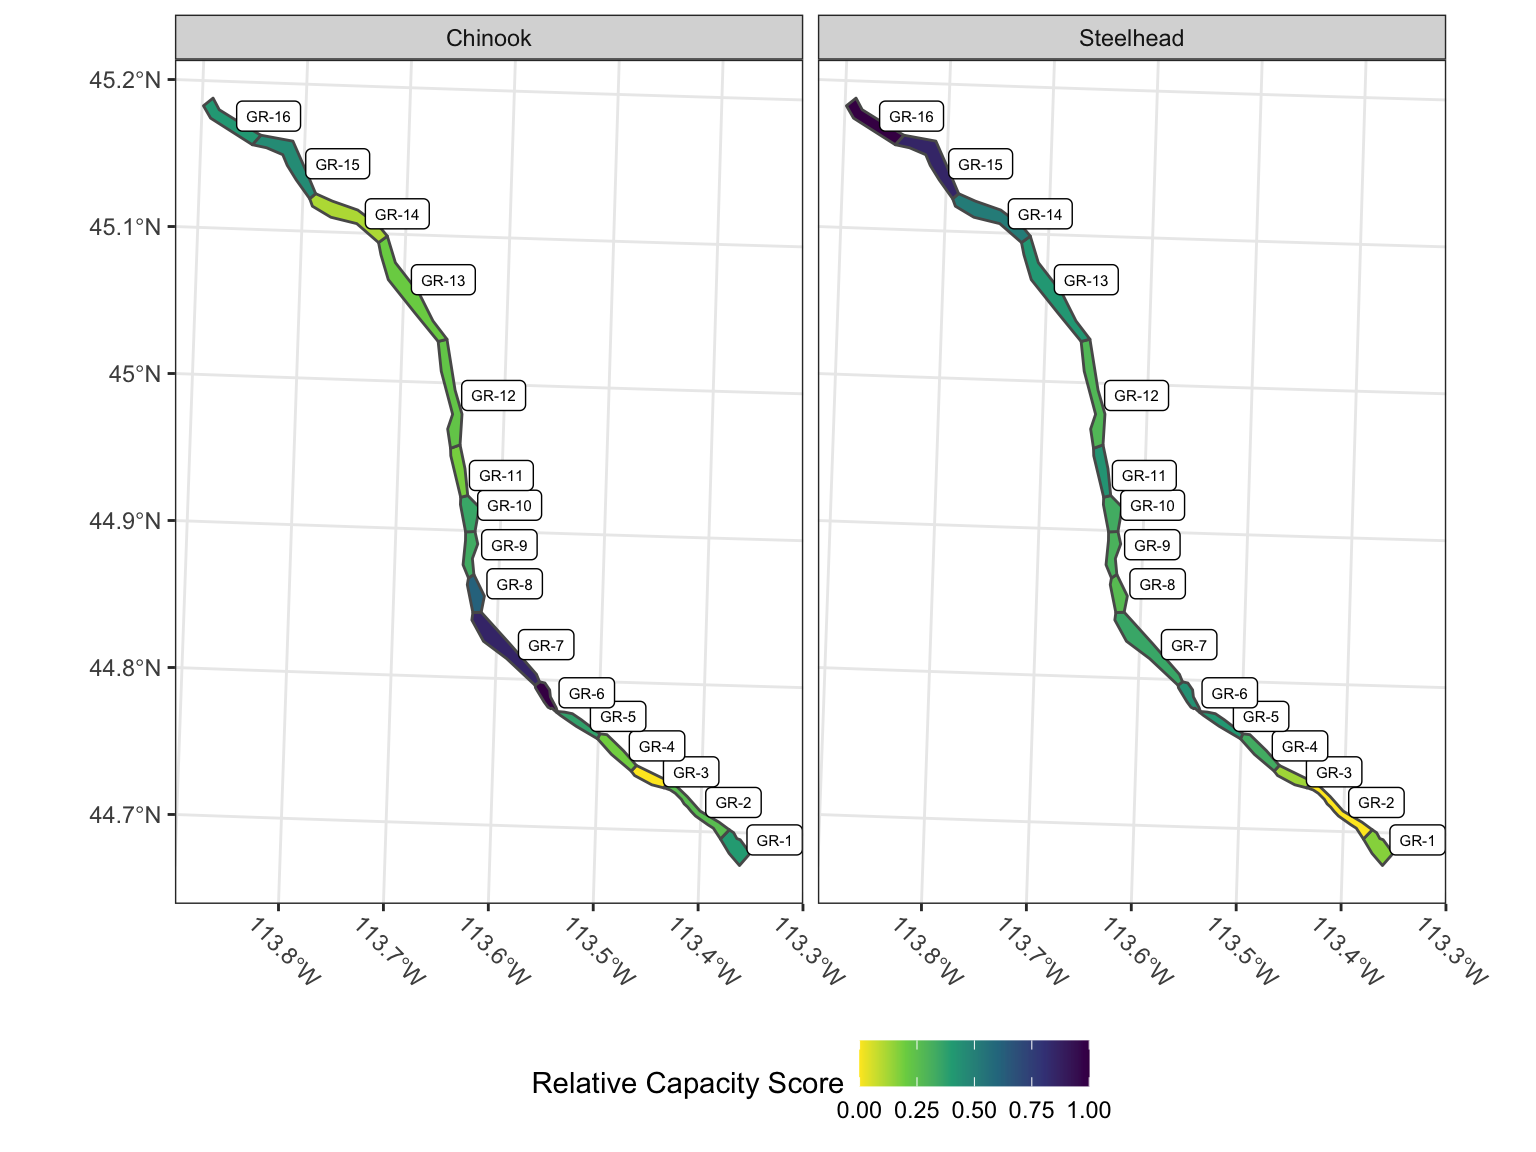 Chinook
Steelhead
45.2°N
45.1°N
45°N
44.9°N
44.8°N
44.7°N
GR-16
GR-15
GR-14
GR-13
GR-12
GR-11
GR-10
GR-9
GR-8
GR-7
GR-6
GR-5
GR-4
GR-3
GR-2
GR-1
GR-16
GR-15
GR-14
GR-13
GR-12
GR-11
GR-10
GR-9
GR-8
GR-7
GR-6
GR-5
GR-4
GR-3
GR-2
GR-1
113.8°W
113.7°W
113.6°W
113.5°W
113.4°W
113.3°W
113.8°W
113.7°W
113.6°W
113.5°W
113.4°W
113.3°W
Relative Capacity Score
0.00 0.25 0.50 0.75 1.00